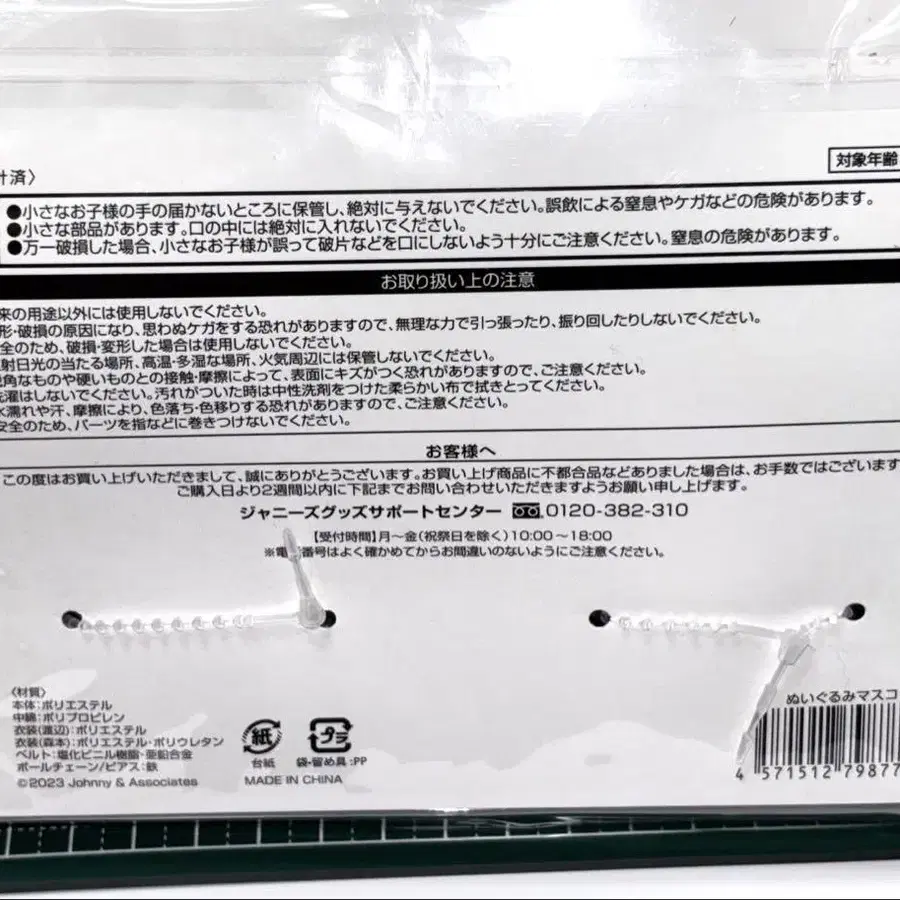 対象年齢
計済〉
●小さなお子様の手の届かないところに保管し、絶対に与えないでください。誤飲による窒息やケガなどの危険があります。
●小さな部品があります。口の中には絶対に入れないでください。
●万一破損した場合、小さなお子様が誤って破片などを口にしないよう十分にご注意ください。窒息の危険があります。
お取り扱い上の注意
来の用途以外には使用しないでください。
形・破損の原因になり、思わぬケガをする恐れがありますので、無理な力で引っ張ったり、振り回したりしないでください。
全のため、破損・変形した場合は使用しないでください。
射日光の当たる場所、高温・多湿な場所、火気周辺には保管しないでください。
角なものや硬いものとの接触・摩擦によって、表面にキズがつく恐れがありますので、ご注意ください。
濯はしないでください。汚れがついた時は中性洗剤をつけた柔らかい布で拭きとってください。
水濡れや汗、摩擦により、色落ち・色移りする恐れがありますので、ご注意ください。
安全のため、パーツを指などに巻きつけないでください。
お客様へ
この度はお買い上げいただきまして、誠にありがとうございます。お買い上げ商品に不都合品などありました場合は、お手数ではございます
ご購入日より2週間以内に下記までお問い合わせいただきますようお願い申し上げます。
ジャニーズグッズサポートセンター 0120-382-310
【受付時間】月〜金(祝祭日を除く)10:00〜18:00
※電 番号はよく確かめてからお間違いのないようにご注意ください。
〈材質〉
本体:ポリエステル
中綿:ポリプロピレン
衣装(渡辺):ポリエステル
衣装(森本):ポリエステル・ポリウレタン
ベルト:塩化ビニル樹脂・亜鉛合金
ボールチェーン/ピアス:鉄
©2023 Johnny & Associates
紙
台紙
プラ
袋・留め具:PP
MADE IN CHINA
ぬいぐるみマスコ
4 571512 79877